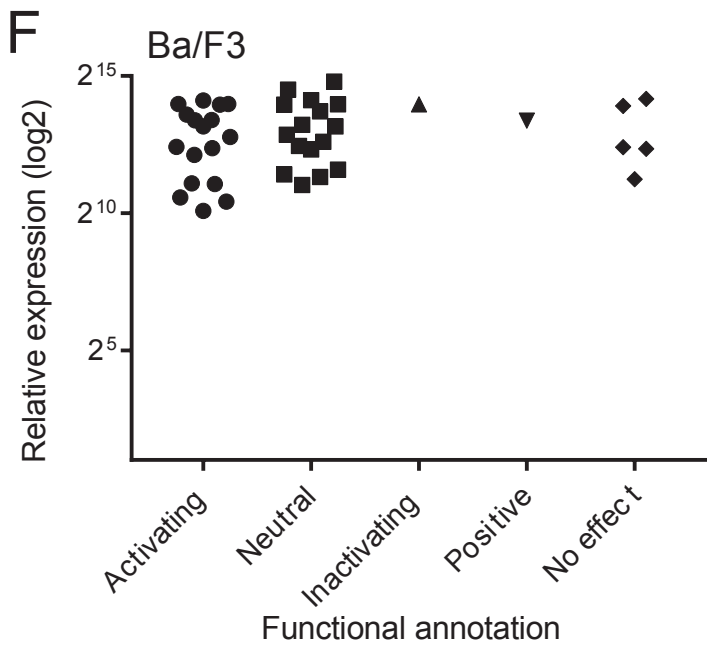 F
Ba/F3
Relative expression (log2)
2^15
2^10
2^5
Activating
Neutral
Inactivating
Positive
No effec t
Functional annotation